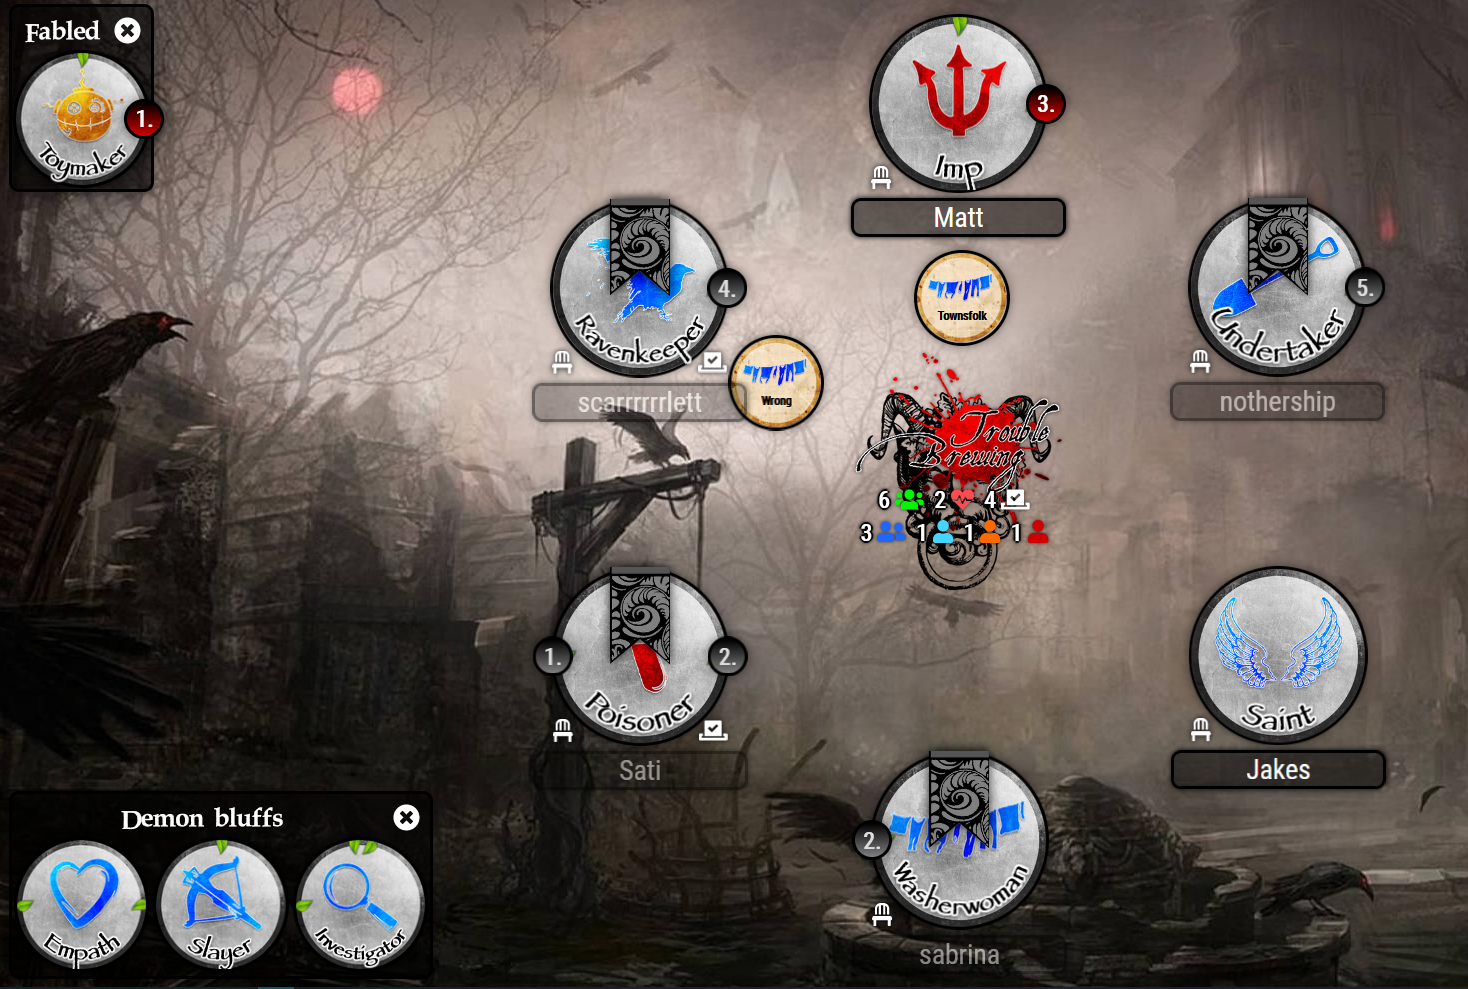 Fabled
1.
Toymaker
3.
Imp
Matt
4.
Ravenkeeper
scarrrrrrlett
Townsfolk
5.
Undertaker
nothership
Wrong
Trouble
Brewing
6 2 4
3 1 1 1
1.
2.
Poisoner
Sati
Saint
Jakes
2.
Washerwoman
sabrina
Demon bluffs
Empath
Slayer
Investigator